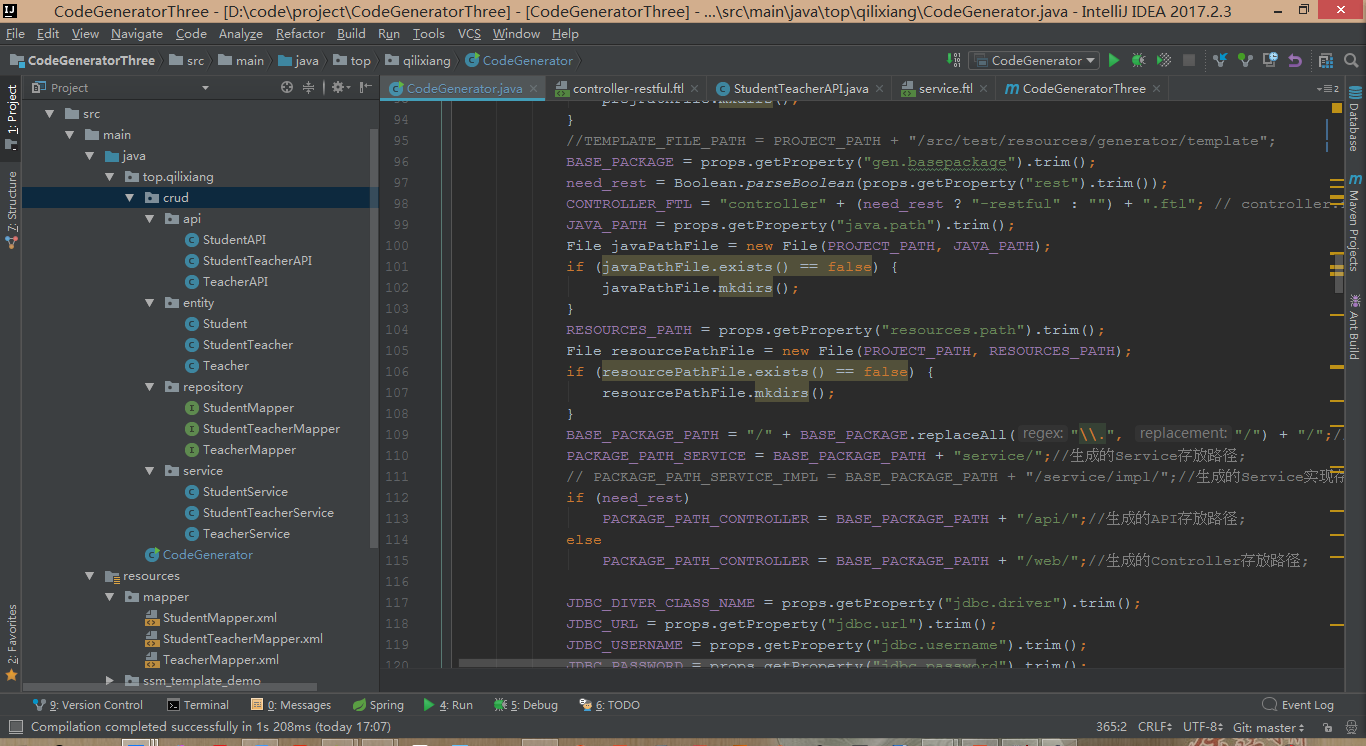 CodeGeneratorThree - [D:\code\project\CodeGeneratorThree] - [CodeGeneratorThree] - ...\src\main\java\top\qilixiang\CodeGenerator.java - IntelliJ IDEA 2017.2.3
File Edit View Navigate Code Analyze Refactor Build Run Tools VCS Window Help
CodeGeneratorThree src main java top qilixiang CodeGenerator
CodeGenerator
Project
CodeGenerator.java controller-restful.ftl StudentTeacherAPI.java service.ftl CodeGeneratorThree
1: Project
7: Structure
2: Favorites
src
main
java
top.qilixiang
crud
api
StudentAPI
StudentTeacherAPI
TeacherAPI
entity
Student
StudentTeacher
Teacher
repository
StudentMapper
StudentTeacherMapper
TeacherMapper
service
StudentService
StudentTeacherService
TeacherService
CodeGenerator
resources
mapper
StudentMapper.xml
StudentTeacherMapper.xml
TeacherMapper.xml
ssm_template_demo
94 }
95 //TEMPLATE_FILE_PATH = PROJECT_PATH + "/src/test/resources/generator/template";
96 BASE_PACKAGE = props.getProperty("gen.basepackage").trim();
97 need_rest = Boolean.parseBoolean(props.getProperty("rest").trim());
98 CONTROLLER_FTL = "controller" + (need_rest ? "-restful" : "") + ".ftl"; // controller.
99 JAVA_PATH = props.getProperty("java.path").trim();
100 File javaPathFile = new File(PROJECT_PATH, JAVA_PATH);
101 if (javaPathFile.exists() == false) {
102 javaPathFile.mkdirs();
103 }
104 RESOURCES_PATH = props.getProperty("resources.path").trim();
105 File resourcePathFile = new File(PROJECT_PATH, RESOURCES_PATH);
106 if (resourcePathFile.exists() == false) {
107 resourcePathFile.mkdirs();
108 }
109 BASE_PACKAGE_PATH = "/" + BASE_PACKAGE.replaceAll( regex: "\\.", replacement: "/") + "/";/
110 PACKAGE_PATH_SERVICE = BASE_PACKAGE_PATH + "service/";//生成的Service存放路径;
111 // PACKAGE_PATH_SERVICE_IMPL = BASE_PACKAGE_PATH + "/service/impl/";//生成的Service实现存
112 if (need_rest)
113 PACKAGE_PATH_CONTROLLER = BASE_PACKAGE_PATH + "/api/";//生成的API存放路径;
114 else
115 PACKAGE_PATH_CONTROLLER = BASE_PACKAGE_PATH + "/web/";//生成的Controller存放路径;
116
117 JDBC_DIVER_CLASS_NAME = props.getProperty("jdbc.driver").trim();
118 JDBC_URL = props.getProperty("jdbc.url").trim();
119 JDBC_USERNAME = props.getProperty("jdbc.username").trim();
120 JDBC_PASSWORD = props.getProperty("jdbc.password").trim();
2
Database
Maven Projects
Ant Build
9: Version Control Terminal 0: Messages Spring 4: Run 5: Debug 6: TODO Event Log
Compilation completed successfully in 1s 208ms (today 17:07) 365:2 CRLF UTF-8 Git: master